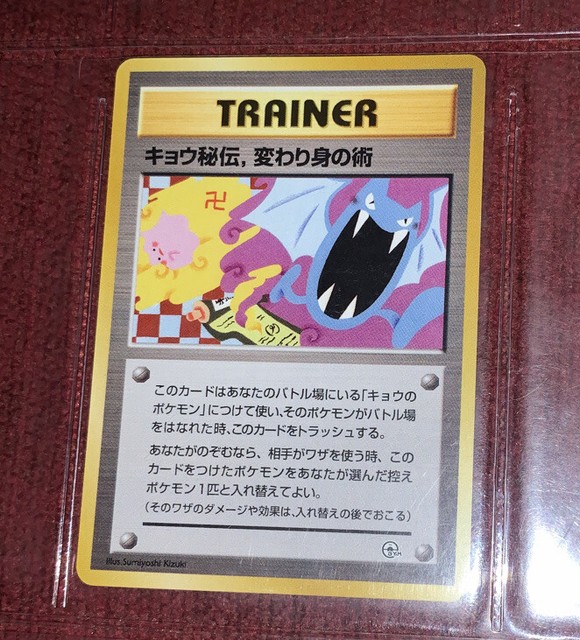 TRAINER
キョウ秘伝，変わり身の術
卍
このカードはあなたのバトル場にいる「キョウの
ポケモン」につけて使い、そのポケモンがバトル場
をはなれた時、このカードをトラッシュする。
あなたがのぞむなら、相手がワザを使う時、この
カードをつけたポケモンをあなたが選んだ控え
ポケモン1匹と入れ替えてよい。
（そのワザのダメージや効果は、入れ替えの後でおこる）
GYM
Illus.Sumiyoshi Kizuki